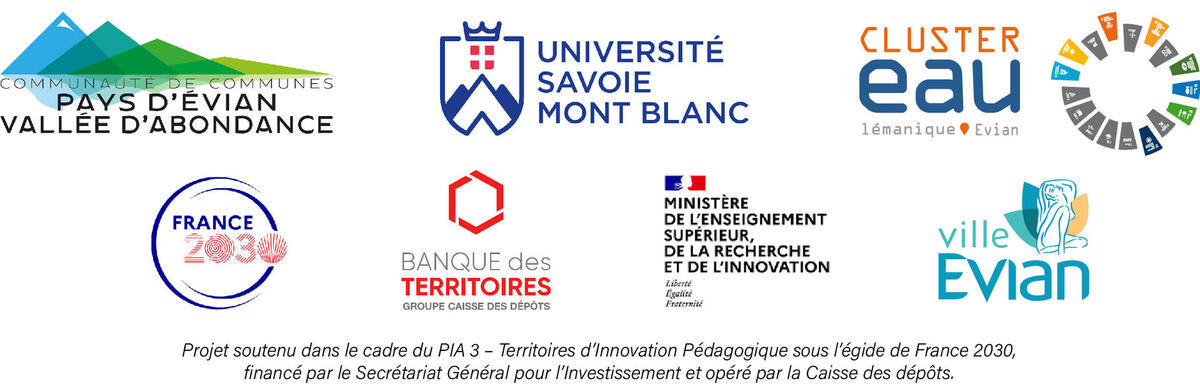 COMMUNAUTÉ DE COMMUNES
PAYS D'ÉVIAN
VALLÉE D'ABONDANCE
UNIVERSITÉ
SAVOIE
MONT BLANC
CLUSTER
eau
lémanique Evian
FRANCE
2030
BANQUE des
TERRITOIRES
GROUPE CAISSE DES DÉPÔTS
MINISTÈRE
DE L'ENSEIGNEMENT
SUPÉRIEUR,
DE LA RECHERCHE
ET DE L'INNOVATION
Liberté
Égalité
Fraternité
ville
Evian
Projet soutenu dans le cadre du PIA 3 – Territoires d'Innovation Pédagogique sous l'égide de France 2030,
financé par le Secrétariat Général pour l'Investissement et opéré par la Caisse des dépôts.